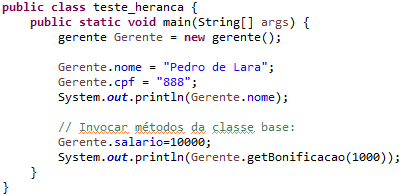 public class teste_heranca {
public static void main(String[] args) {
gerente Gerente = new gerente();
Gerente.nome = "Pedro de Lara";
Gerente.cpf = "888";
System.out.println(Gerente.nome);
// Invocar métodos da classe base:
Gerente.salario=10000;
System.out.println(Gerente.getBonificacao(1000));
}
}